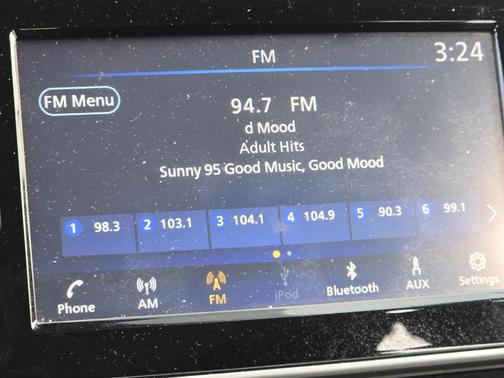 FM
3:24
FM Menu
94.7 FM
d Mood
Adult Hits
Sunny 95 Good Music, Good Mood
1 98.3 2 103.1 3 104.1 4 104.9 5 90.3 6 99.1
Phone AM FM iPod Bluetooth AUX Settings